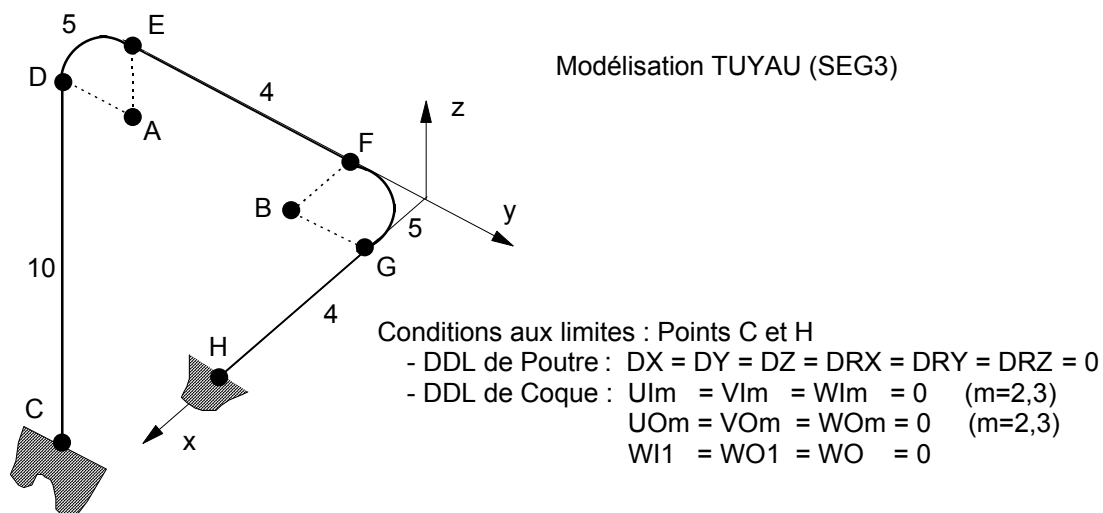 5
E
Modélisation TUYAU (SEG3)
D
4
z
A
F
B
y
5
G
10
4
H
Conditions aux limites : Points C et H
- DDL de Poutre : DX = DY = DZ = DRX = DRY = DRZ = 0
- DDL de Coque : UIm = VIm = WIm = 0 (m=2,3)
UOm = VOm = WOm = 0 (m=2,3)
WI1 = WO1 = WO = 0
C
x